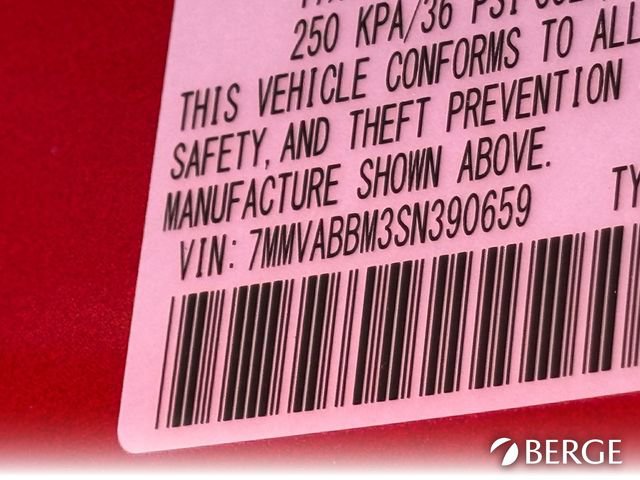 250 KPA/36 PSI
THIS VEHICLE CONFORMS TO ALL
SAFETY, AND THEFT PREVENTION
MANUFACTURE SHOWN ABOVE.
VIN: 7MMVABBM3SN390659
TY
BERGE